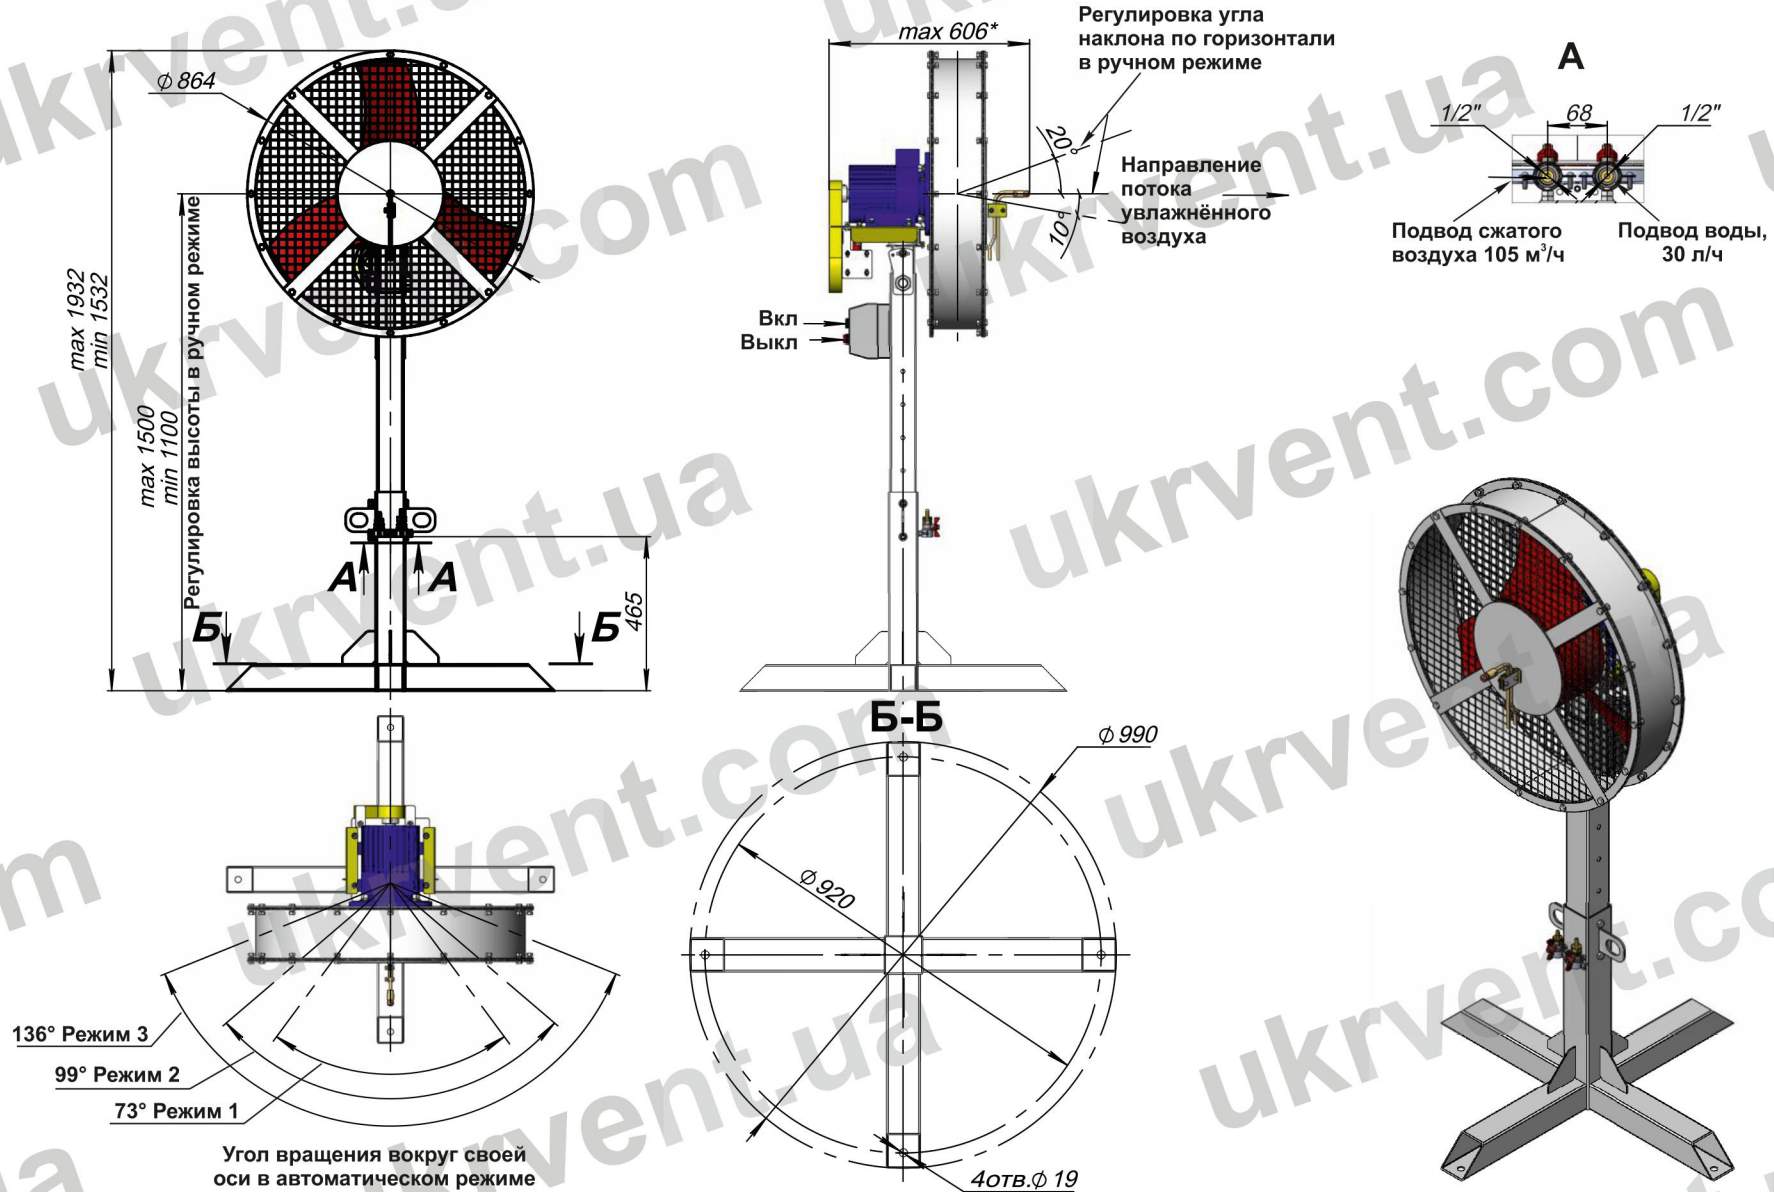 ukrvent.com
ukrvent.ua
max 606*
Регулировка угла
наклона по горизонтали
в ручном режиме
А
ϕ 864
1/2"
68
1/2"
20°
Направление
потока
увлажнённого
воздуха
10°
Подвод сжатого
воздуха 105 м³/ч
Подвод воды,
30 л/ч
max 1932
min 1532
max 1500
min 1100
Регулировка высоты в ручном режиме
Вкл
Выкл
А
А
Б
Б
465
Б-Б
ϕ 990
ϕ 920
4отв.ϕ 19
136° Режим 3
99° Режим 2
73° Режим 1
Угол вращения вокруг своей
оси в автоматическом режиме